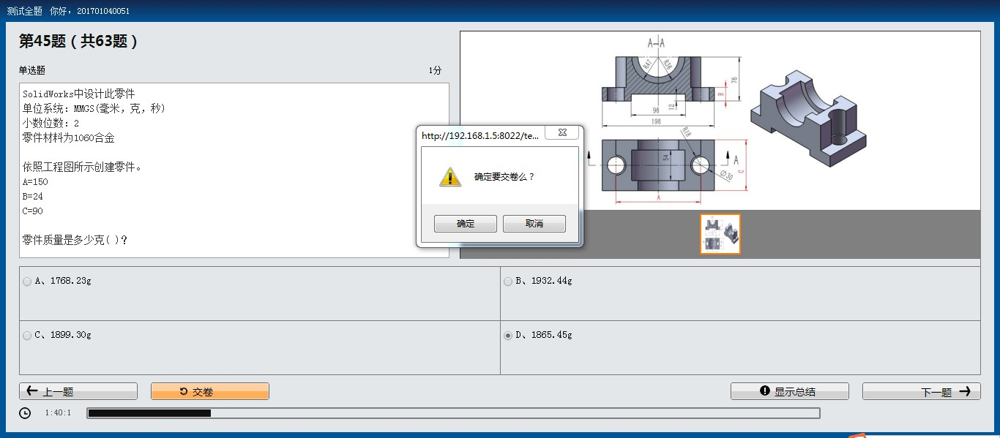 测试全题 你好，201701040051
第45题（共63题）
单选题
1分
SolidWorks中设计此零件
单位系统：MMGS(毫米，克，秒)
小数位数：2
零件材料为1060合金
依照工程图所示创建零件。
A=150
B=24
C=90
零件质量是多少克( )？
A-A
R47
R36
78
B
12
96
198
R18
54
A
C
Ø30
A
http://192.168.1.5:8022/te...
确定要交卷么？
确定
取消
A、1768.23g
B、1932.44g
C、1899.30g
D、1865.45g
上一题
交卷
显示总结
下一题
1:40:1